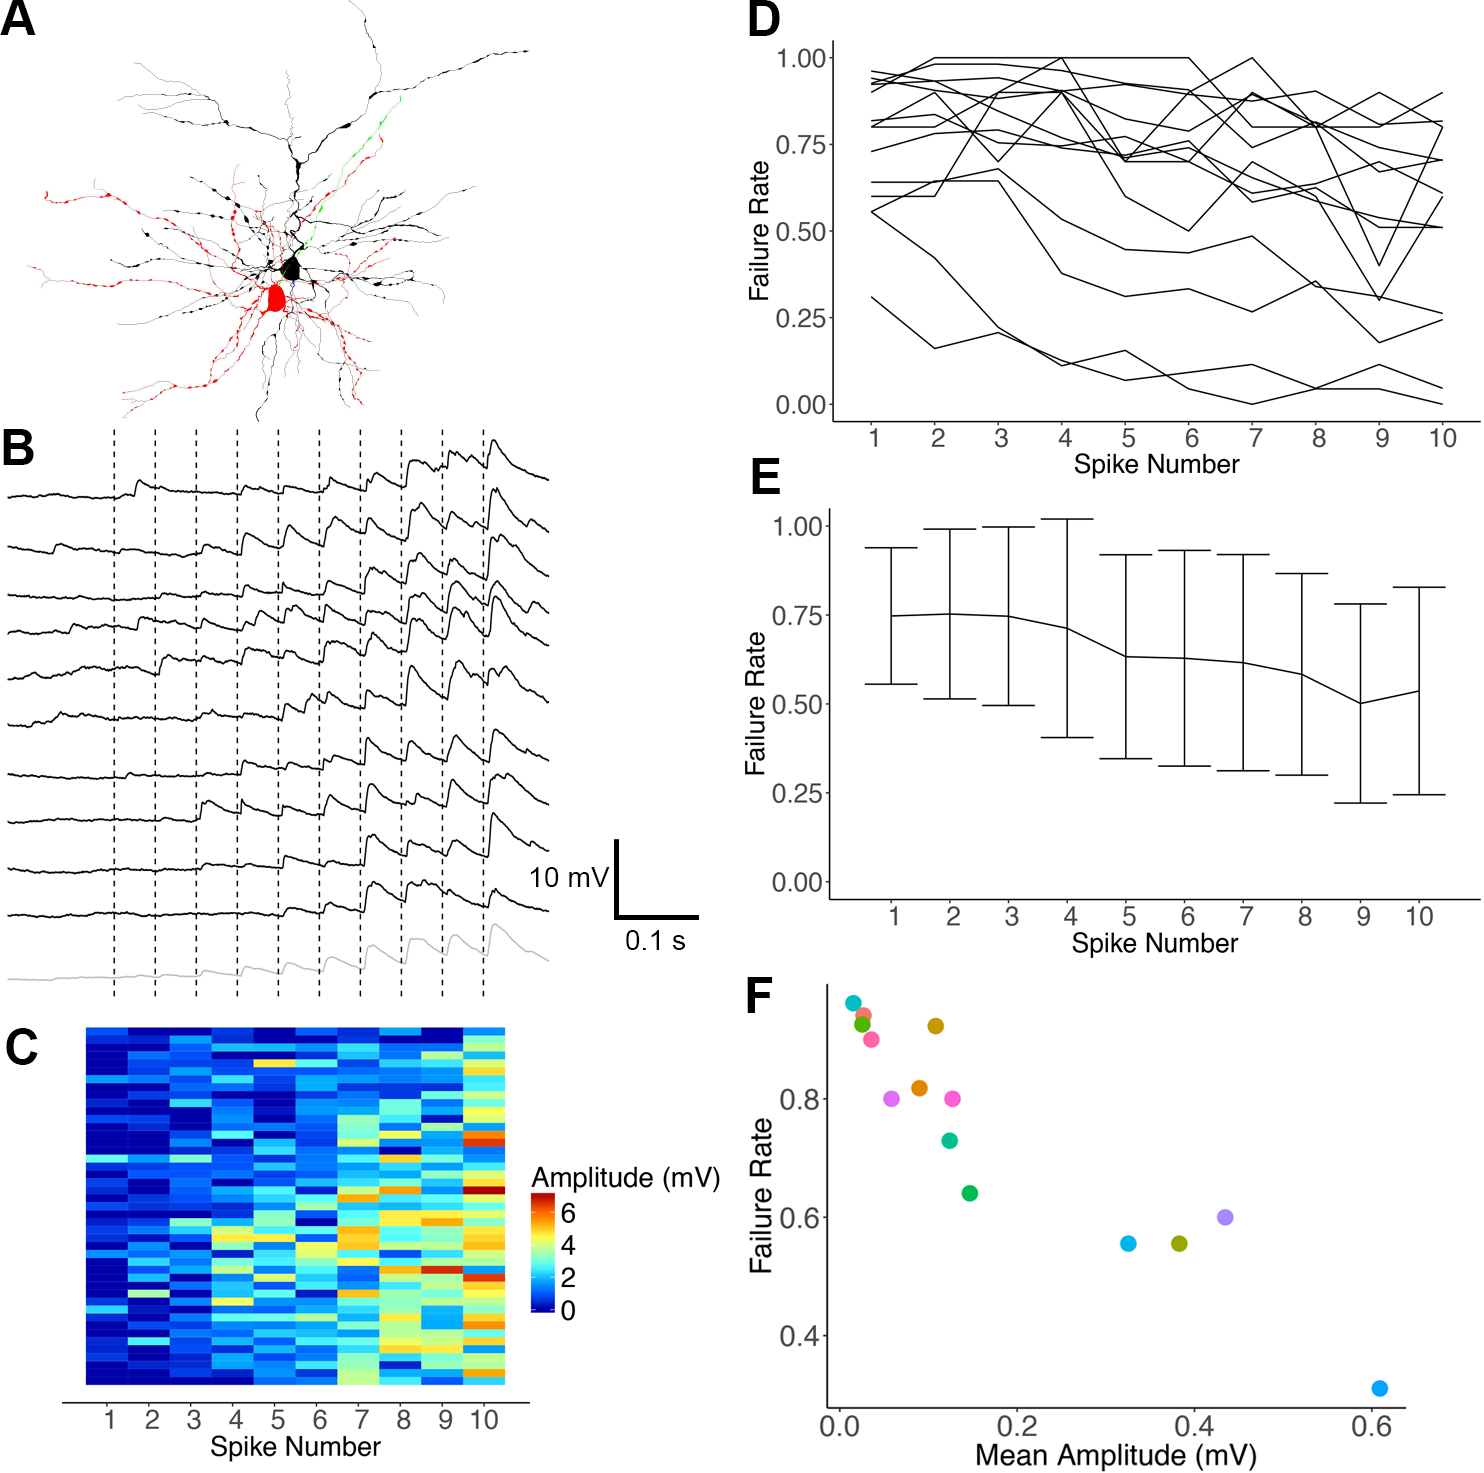 A
B
10 mV
0.1 s
C
Amplitude (mV)
6
4
2
0
1 2 3 4 5 6 7 8 9 10
Spike Number
D
1.00
0.75
0.50
0.25
0.00
Failure Rate
1 2 3 4 5 6 7 8 9 10
Spike Number
E
1.00
0.75
0.50
0.25
0.00
Failure Rate
1 2 3 4 5 6 7 8 9 10
Spike Number
F
0.8
0.6
0.4
Failure Rate
0.0 0.2 0.4 0.6
Mean Amplitude (mV)